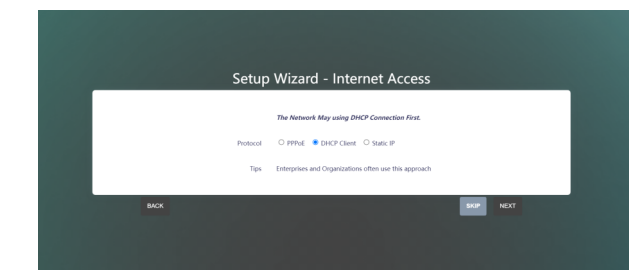 Setup Wizard - Internet Access
The Network May using DHCP Connection First.
Protocol PPPoE DHCP Client Static IP
Tips Enterprises and Organizations often use this approach
BACK SKIP NEXT